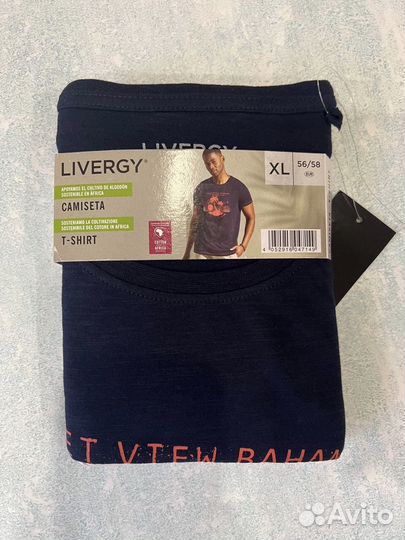 LIVERGY
LIVERGY®
APOYAMOS EL CULTIVO DE ALGODÓN
SOSTENIBLE EN ÁFRICA
CAMISETA
SOSTENIAMO LA COLTIVAZIONE
SOSTENIBILE DEL COTONE IN AFRICA
T-SHIRT
COTTON
AFRICA
XL
56/58
EUR
4 052916 047149
VIEW BAHAM
Avito